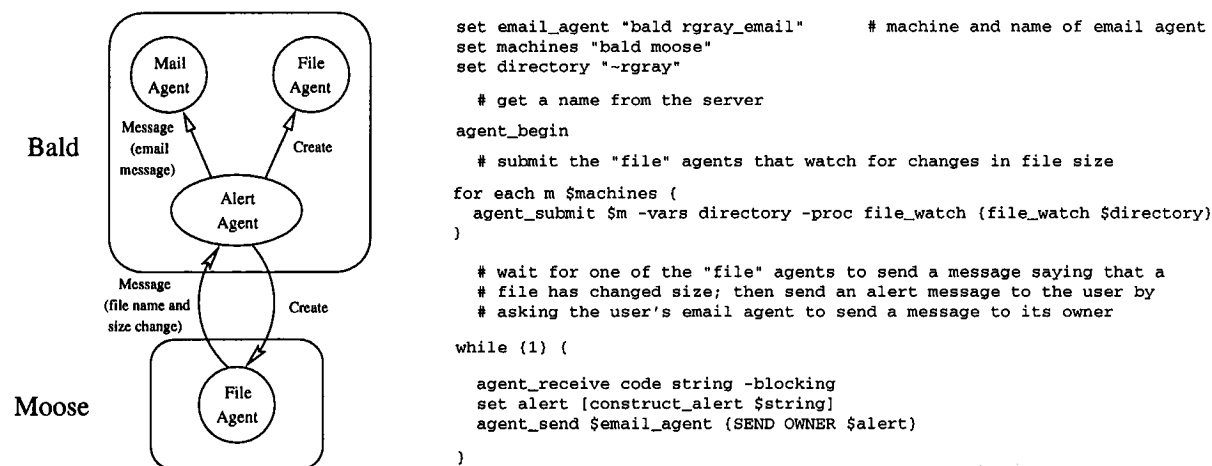 Mail
Agent
File
Agent
Message
(email
message)
Create
Bald
Alert
Agent
Message
(file name and
size change)
Create
File
Agent
Moose
set email_agent "bald rgray_email" # machine and name of email agent
set machines "bald moose"
set directory "~rgray"
# get a name from the server
agent_begin
# submit the "file" agents that watch for changes in file size
for each m $machines {
agent_submit $m -vars directory -proc file_watch {file_watch $directory}
}
# wait for one of the "file" agents to send a message saying that a
# file has changed size; then send an alert message to the user by
# asking the user's email agent to send a message to its owner
while {1} {
agent_receive code string -blocking
set alert [construct_alert $string]
agent_send $email_agent {SEND OWNER $alert}
}